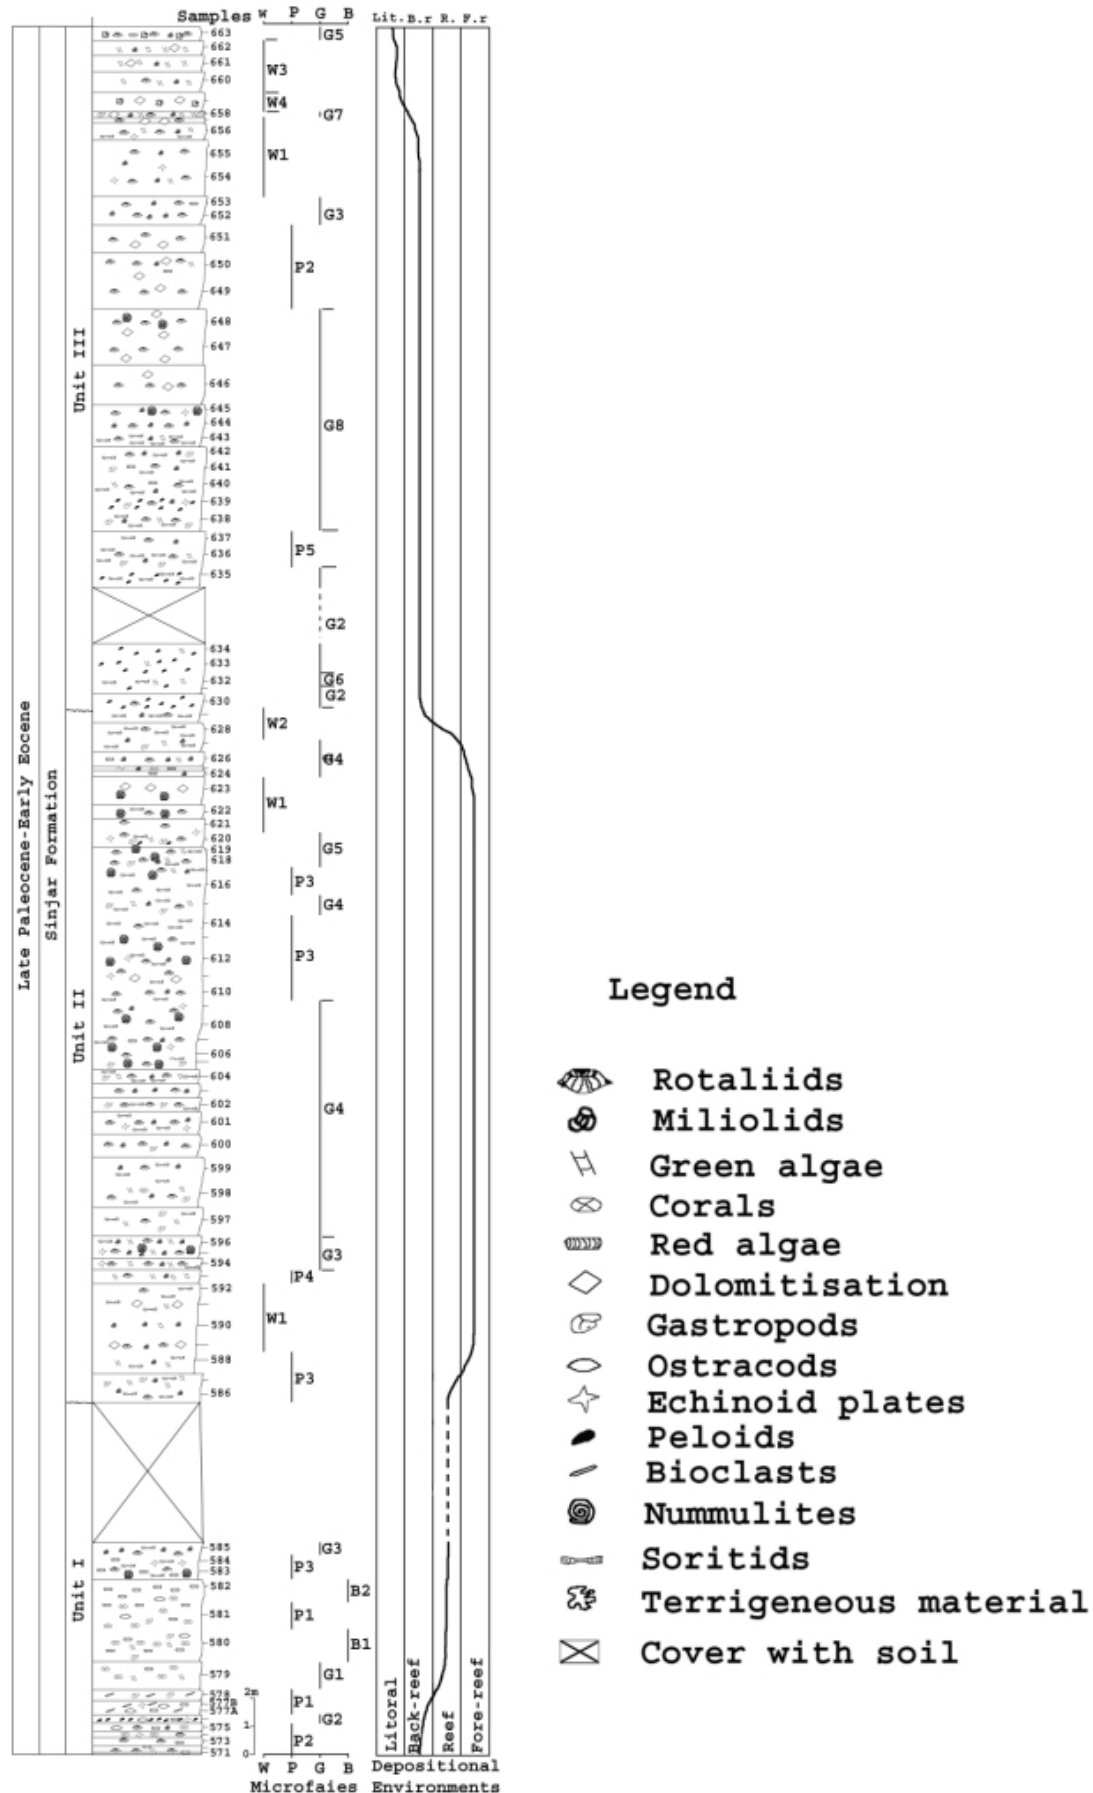 Samples W P G B Lit. B.r R. F.r
663 G5
662
661 W3
660
W4
658 G7
656
655 W1
654
653
652 G3
651
650 P2
649
648
647
646
645
644 G8
643
642
641
640
639
638
637
636 P5
635
G2
634
633
632 G6
G2
630
W2
628
626
624
623
W1
622
621
620
619 G5
618
616 P3
G4
614
612 P3
610
608
606
604
602 G4
601
600
599
598
597
596
G3
594
P4
592
590 W1
588
P3
586
585 G3
584
583 P3
582 B2
581 P1
580 B1
579 G1
578 2m
577B P1
577A
G2
575 1
573 P2
571 0
Late Paleocene-Early Eocene
Sinjar Formation
Unit III
Unit II
Unit I
Litoral
Back-reef
Reef
Fore-reef
W P G B Depositional
Microfaies Environments
Legend
Rotaliids
Miliolids
Green algae
Corals
Red algae
Dolomitisation
Gastropods
Ostracods
Echinoid plates
Peloids
Bioclasts
Nummulites
Soritids
Terrigeneous material
Cover with soil